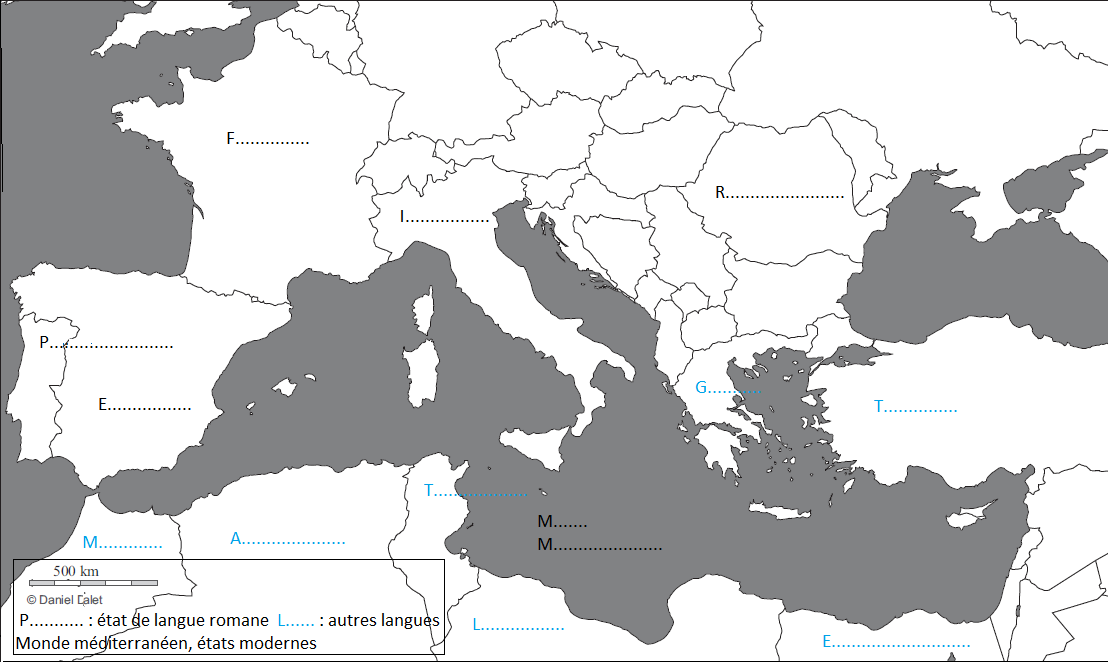 F...............
R........................
I.................
P........................
E.................
G............
T...............
T...................
M.......
M......................
M.............
A.....................
500 km
© Daniel Dalet
P........... : état de langue romane L...... : autres langues
Monde méditerranéen, états modernes
L.................
E............................